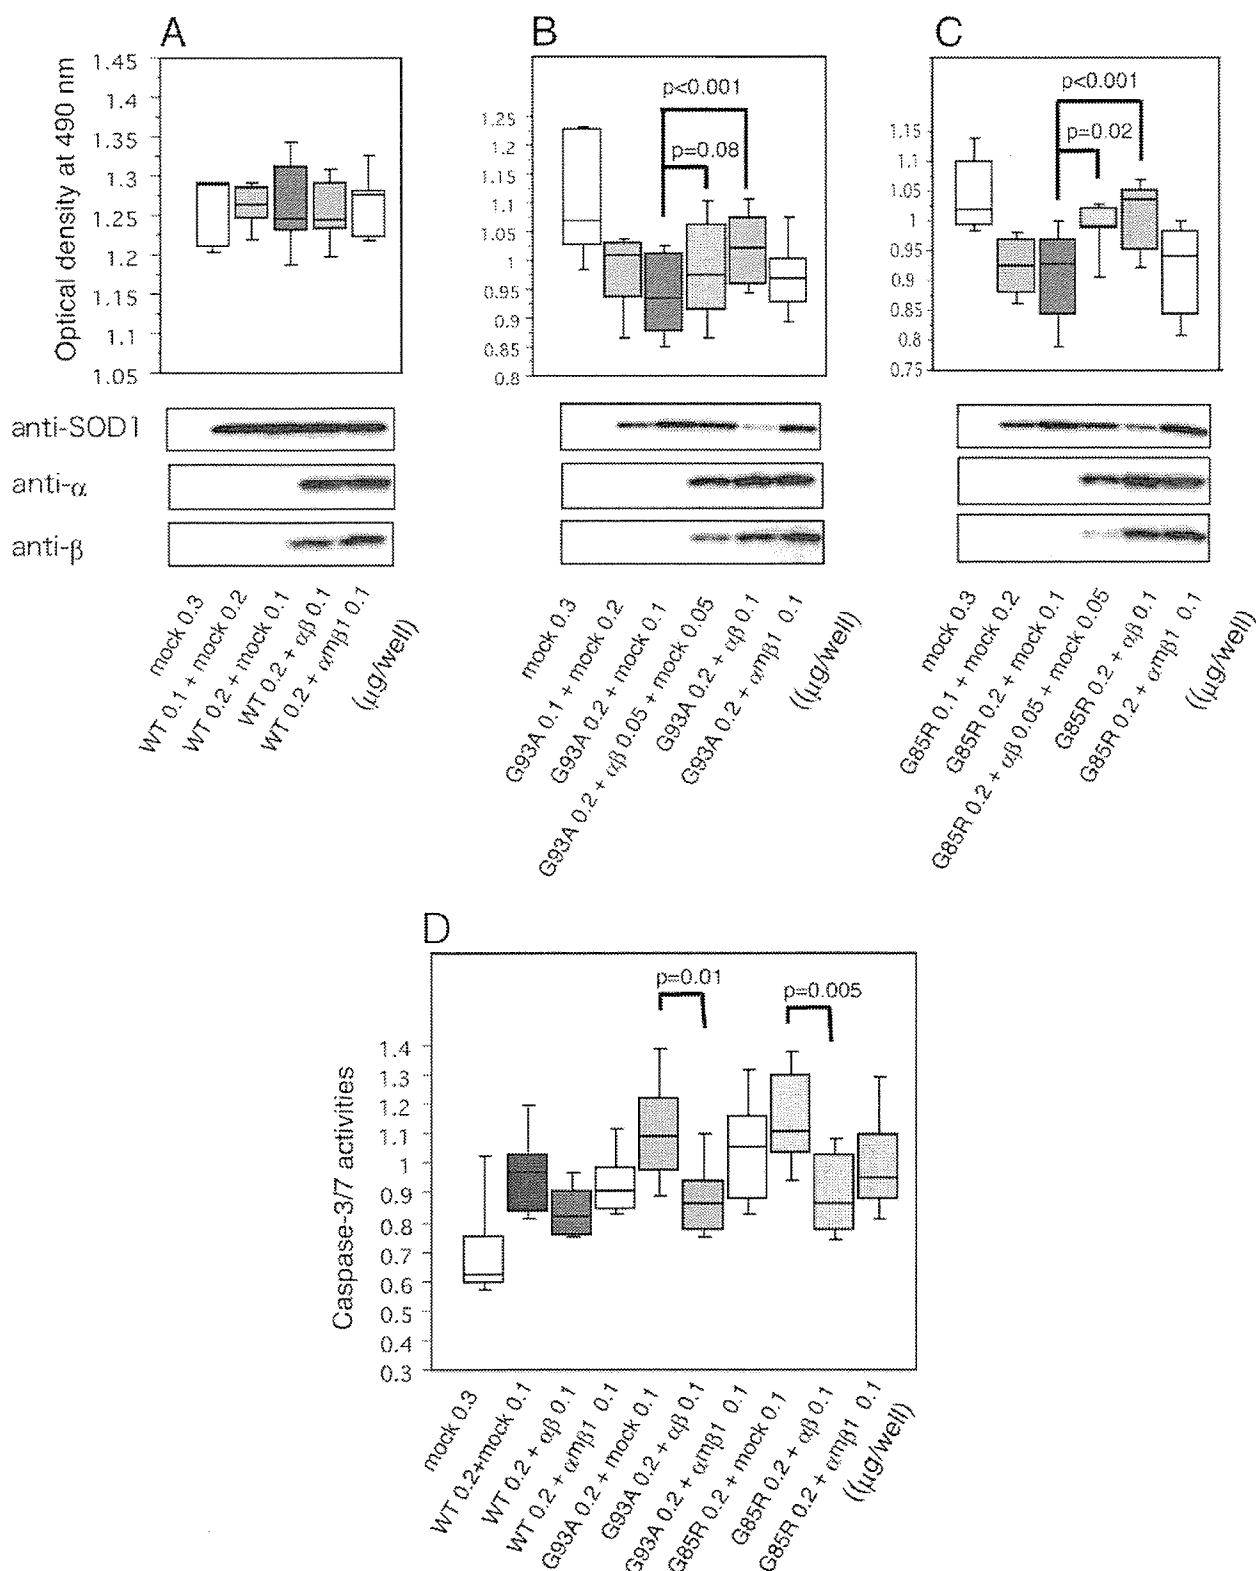 A
Optical density at 490 nm
1.45
1.4
1.35
1.3
1.25
1.2
1.15
1.1
1.05
B
p<0.001
p=0.08
1.25
1.2
1.15
1.1
1.05
1
0.95
0.9
0.85
0.8
C
p<0.001
p=0.02
1.15
1.1
1.05
1
0.95
0.9
0.85
0.8
0.75
anti-SOD1
anti-α
anti-β
mock 0.3
WT 0.1 + mock 0.2
WT 0.2 + mock 0.1
WT 0.2 + αβ 0.1
WT 0.2 + αmβ1 0.1
(μg/well)
mock 0.3
G93A 0.1 + mock 0.2
G93A 0.2 + mock 0.1
G93A 0.2 + αβ 0.05 + mock 0.05
G93A 0.2 + αβ 0.1
G93A 0.2 + αmβ1 0.1
((μg/well)
mock 0.3
G85R 0.1 + mock 0.2
G85R 0.2 + mock 0.1
G85R 0.2 + αβ 0.05 + mock 0.05
G85R 0.2 + αβ 0.1
G85R 0.2 + αmβ1 0.1
((μg/well)
D
p=0.01
p=0.005
Caspase-3/7 activities
1.4
1.3
1.2
1.1
1
0.9
0.8
0.7
0.6
0.5
0.4
0.3
mock 0.3
WT 0.2+mock 0.1
WT 0.2 + αβ 0.1
WT 0.2 + αmβ1 0.1
G93A 0.2 + mock 0.1
G93A 0.2 + αβ 0.1
G93A 0.2 + αmβ1 0.1
G85R 0.2 + mock 0.1
G85R 0.2 + αβ 0.1
G85R 0.2 + αmβ1 0.1
((μg/well)